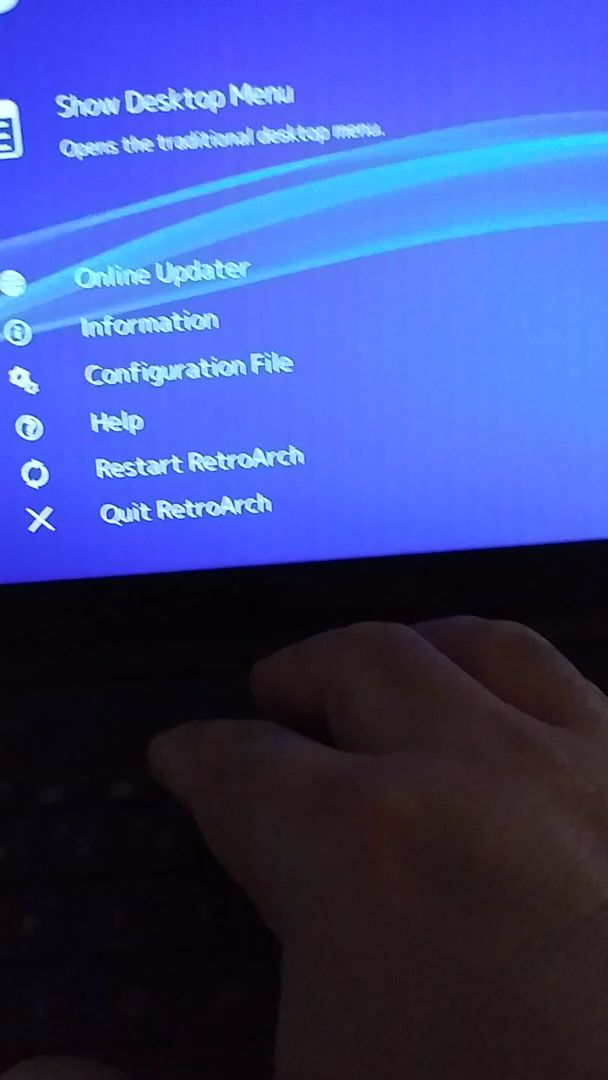 Show Desktop Menu
Opens the traditional desktop menu.
Online Updater
Information
Configuration File
Help
Restart RetroArch
Quit RetroArch